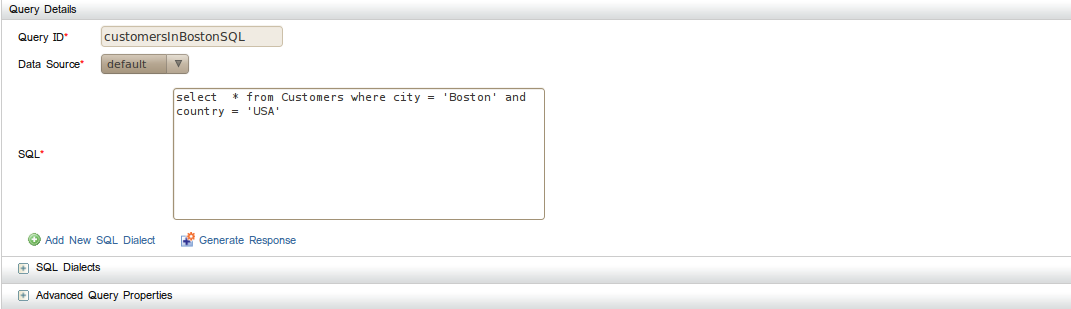 Query Details
Query ID* customersInBostonSQL
Data Source* default
select  * from Customers where city = 'Boston' and
country = 'USA'
SQL*
Add New SQL Dialect Generate Response
SQL Dialects
Advanced Query Properties